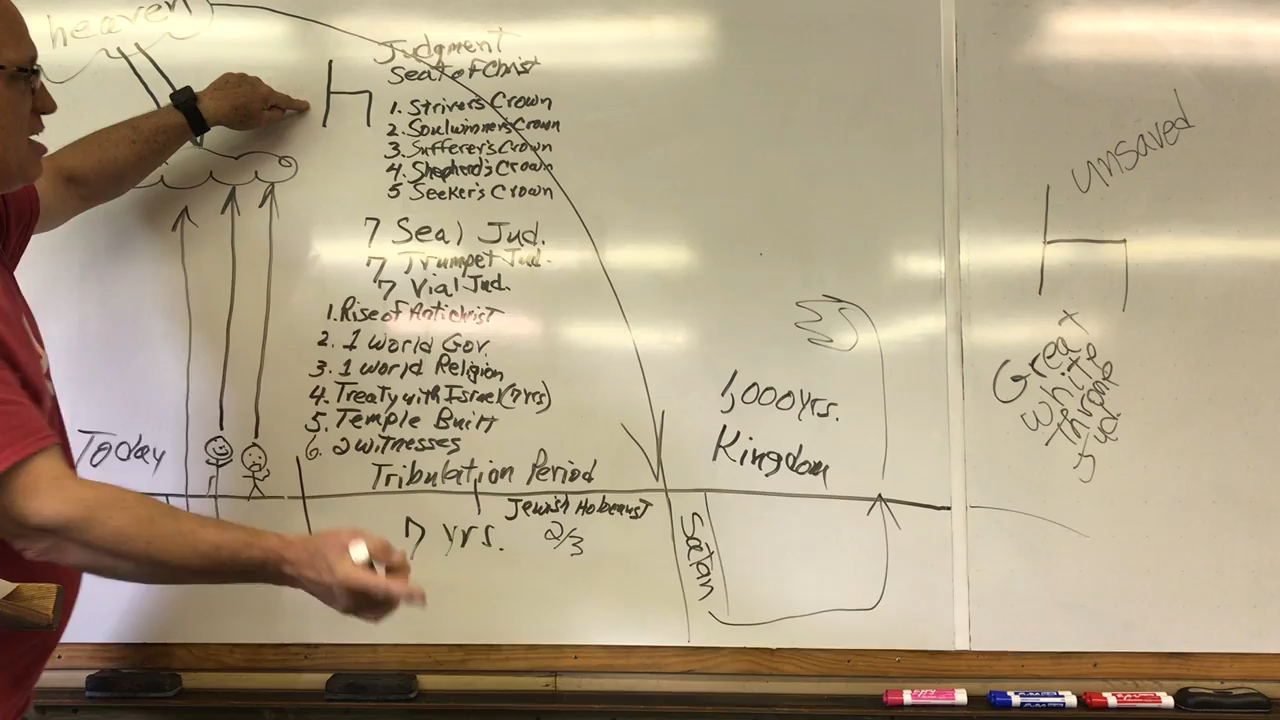 heaven
Judgment
Seat of Christ
1. Strivers Crown
2. Soulwinner's Crown
3. Sufferer's Crown
4. Shepherd's Crown
5 Seeker's Crown
7 Seal Jud.
7 Trumpet Jud.
7 Vial Jud.
1. Rise of Antichrist
2. 1 World Gov.
3. 1 World Religion
4. Treaty with Israel (7yrs)
5. Temple Built
6. 2 witnesses
Today
Tribulation Period
7 yrs.
Jewish Holocaust
2/3
Satan
1,000 yrs.
Kingdom
unsaved
Great
White
Throne
Jud.